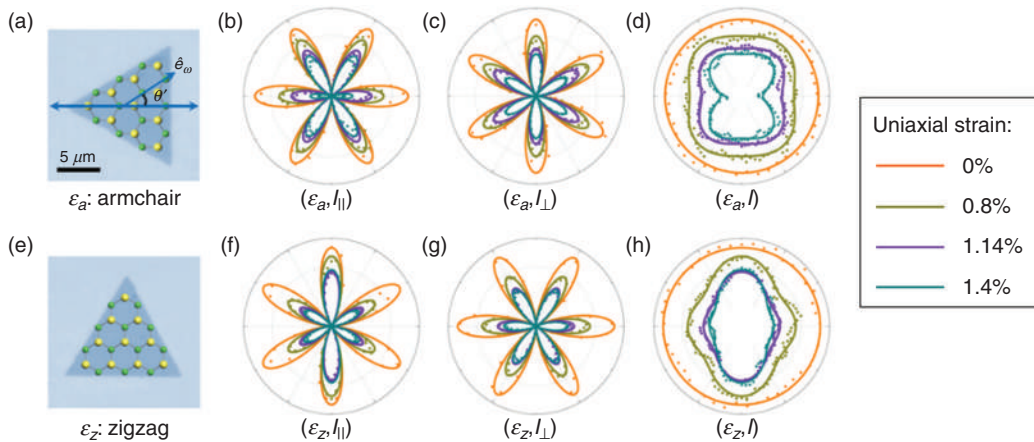 (a)
ê_ω
θ′
5 μm
ε_a: armchair
(b)
(ε_a, I_||)
(c)
(ε_a, I_⊥)
(d)
(ε_a, I)
Uniaxial strain:
0%
0.8%
1.14%
1.4%
(e)
ε_z: zigzag
(f)
(ε_z, I_||)
(g)
(ε_z, I_⊥)
(h)
(ε_z, I)